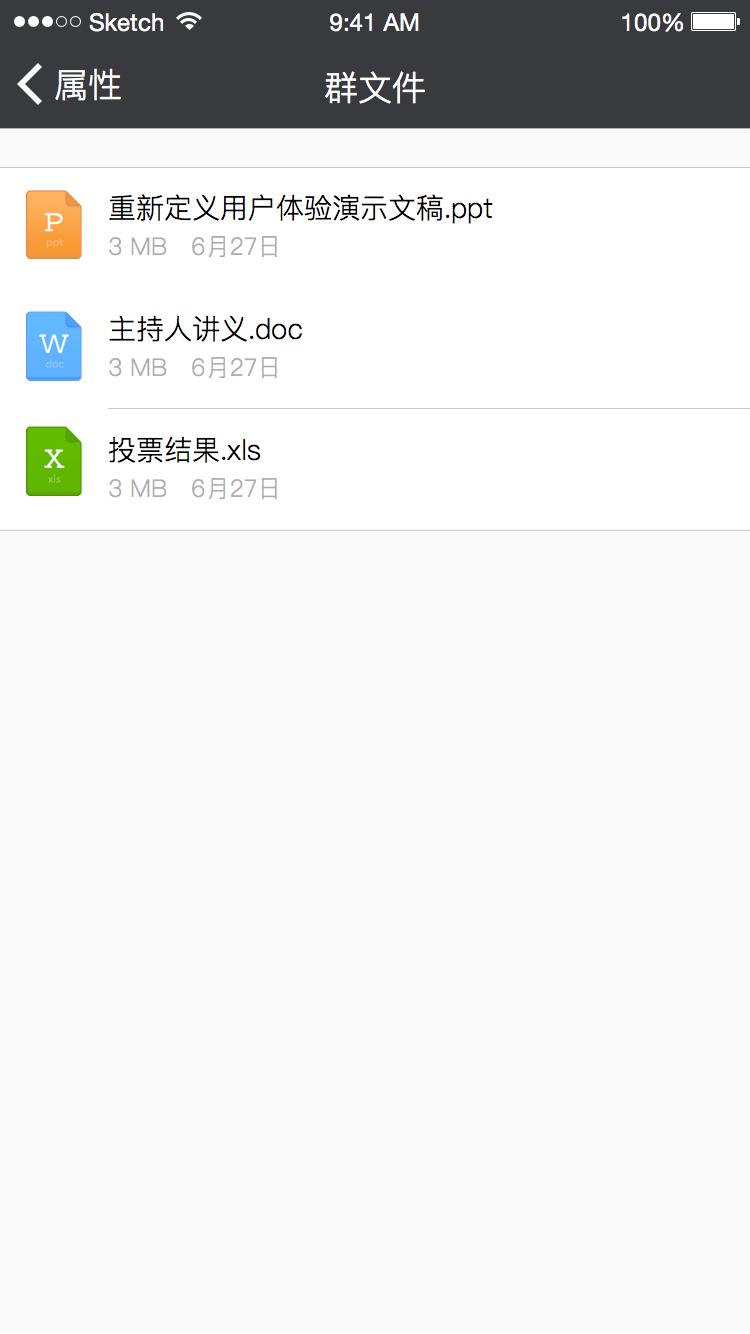 Sketch 9:41 AM 100%
属性 群文件
P
ppt
重新定义用户体验演示文稿.ppt
3 MB 6月27日
W
doc
主持人讲义.doc
3 MB 6月27日
X
xls
投票结果.xls
3 MB 6月27日